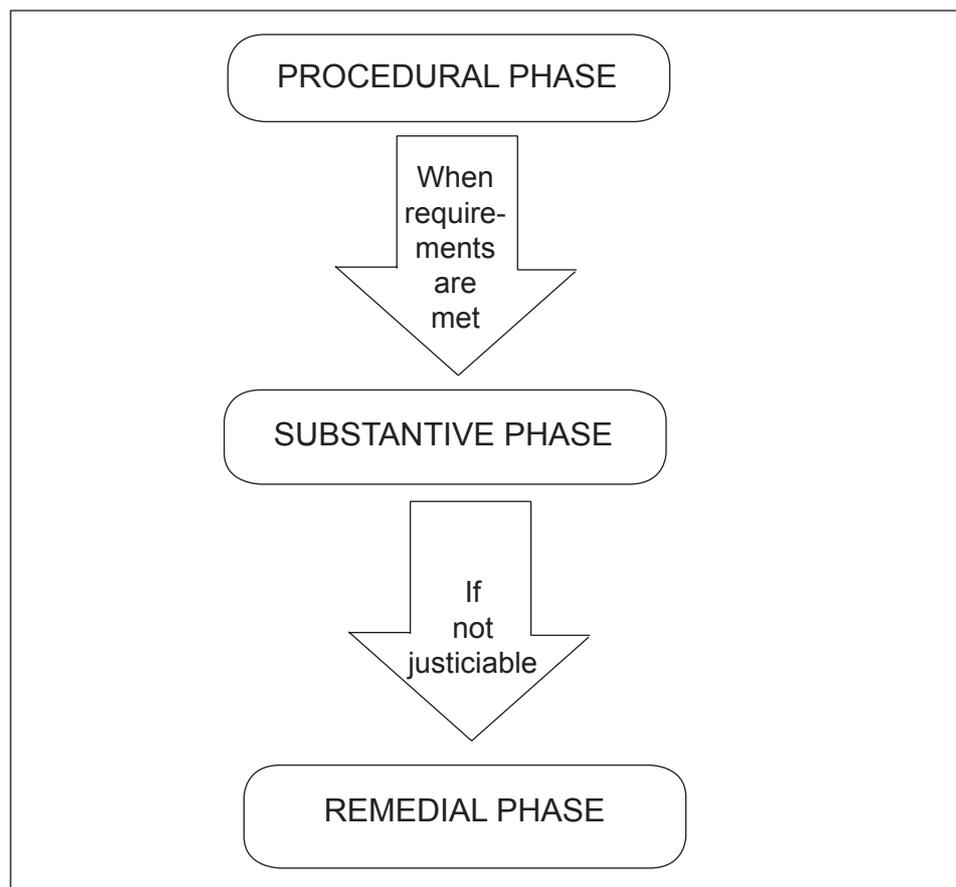 PROCEDURAL PHASE
When
require-
ments
are
met
SUBSTANTIVE PHASE
If
not
justiciable
REMEDIAL PHASE